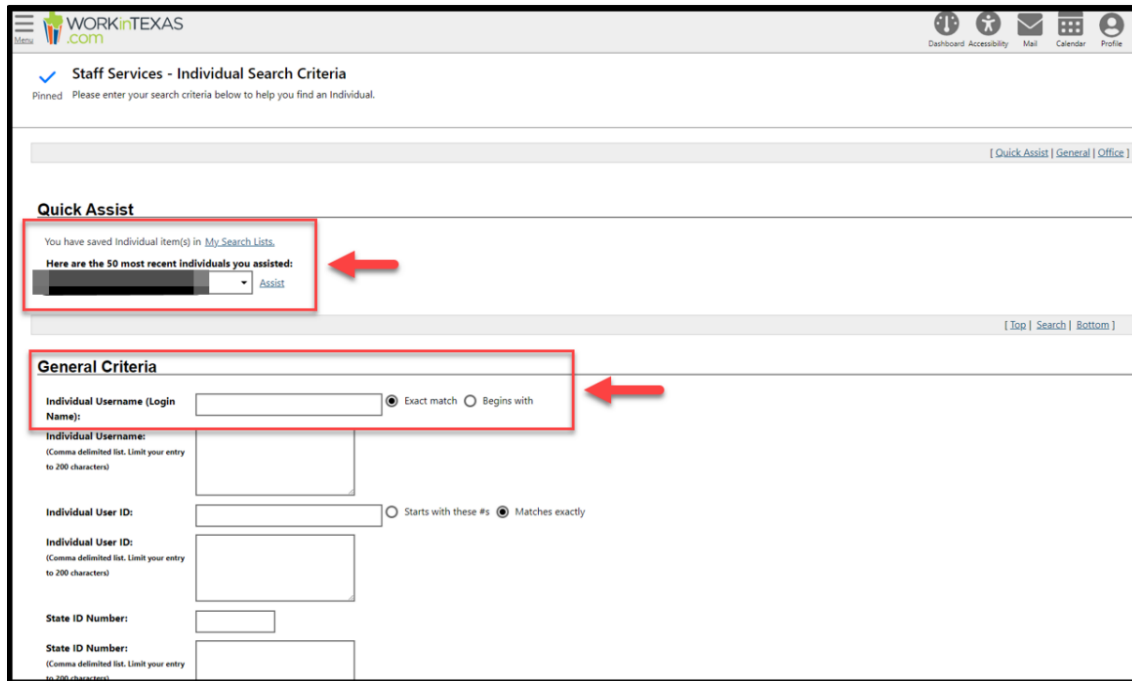 WORKinTEXAS
.com
Menu
Dashboard Accessibility Mail Calendar Profile
Staff Services - Individual Search Criteria
Pinned Please enter your search criteria below to help you find an Individual.
[ Quick Assist | General | Office ]
Quick Assist
You have saved Individual item(s) in My Search Lists.
Here are the 50 most recent individuals you assisted:
Assist
[ Top | Search | Bottom ]
General Criteria
Individual Username (Login
Name):
Exact match Begins with
Individual Username:
(Comma delimited list. Limit your entry
to 200 characters)
Individual User ID:
Starts with these #s Matches exactly
Individual User ID:
(Comma delimited list. Limit your entry
to 200 characters)
State ID Number:
State ID Number:
(Comma delimited list. Limit your entry
to 200 characters)